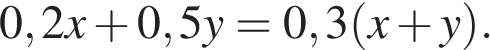 0,2x + 0,5y = 0,3(x + y).